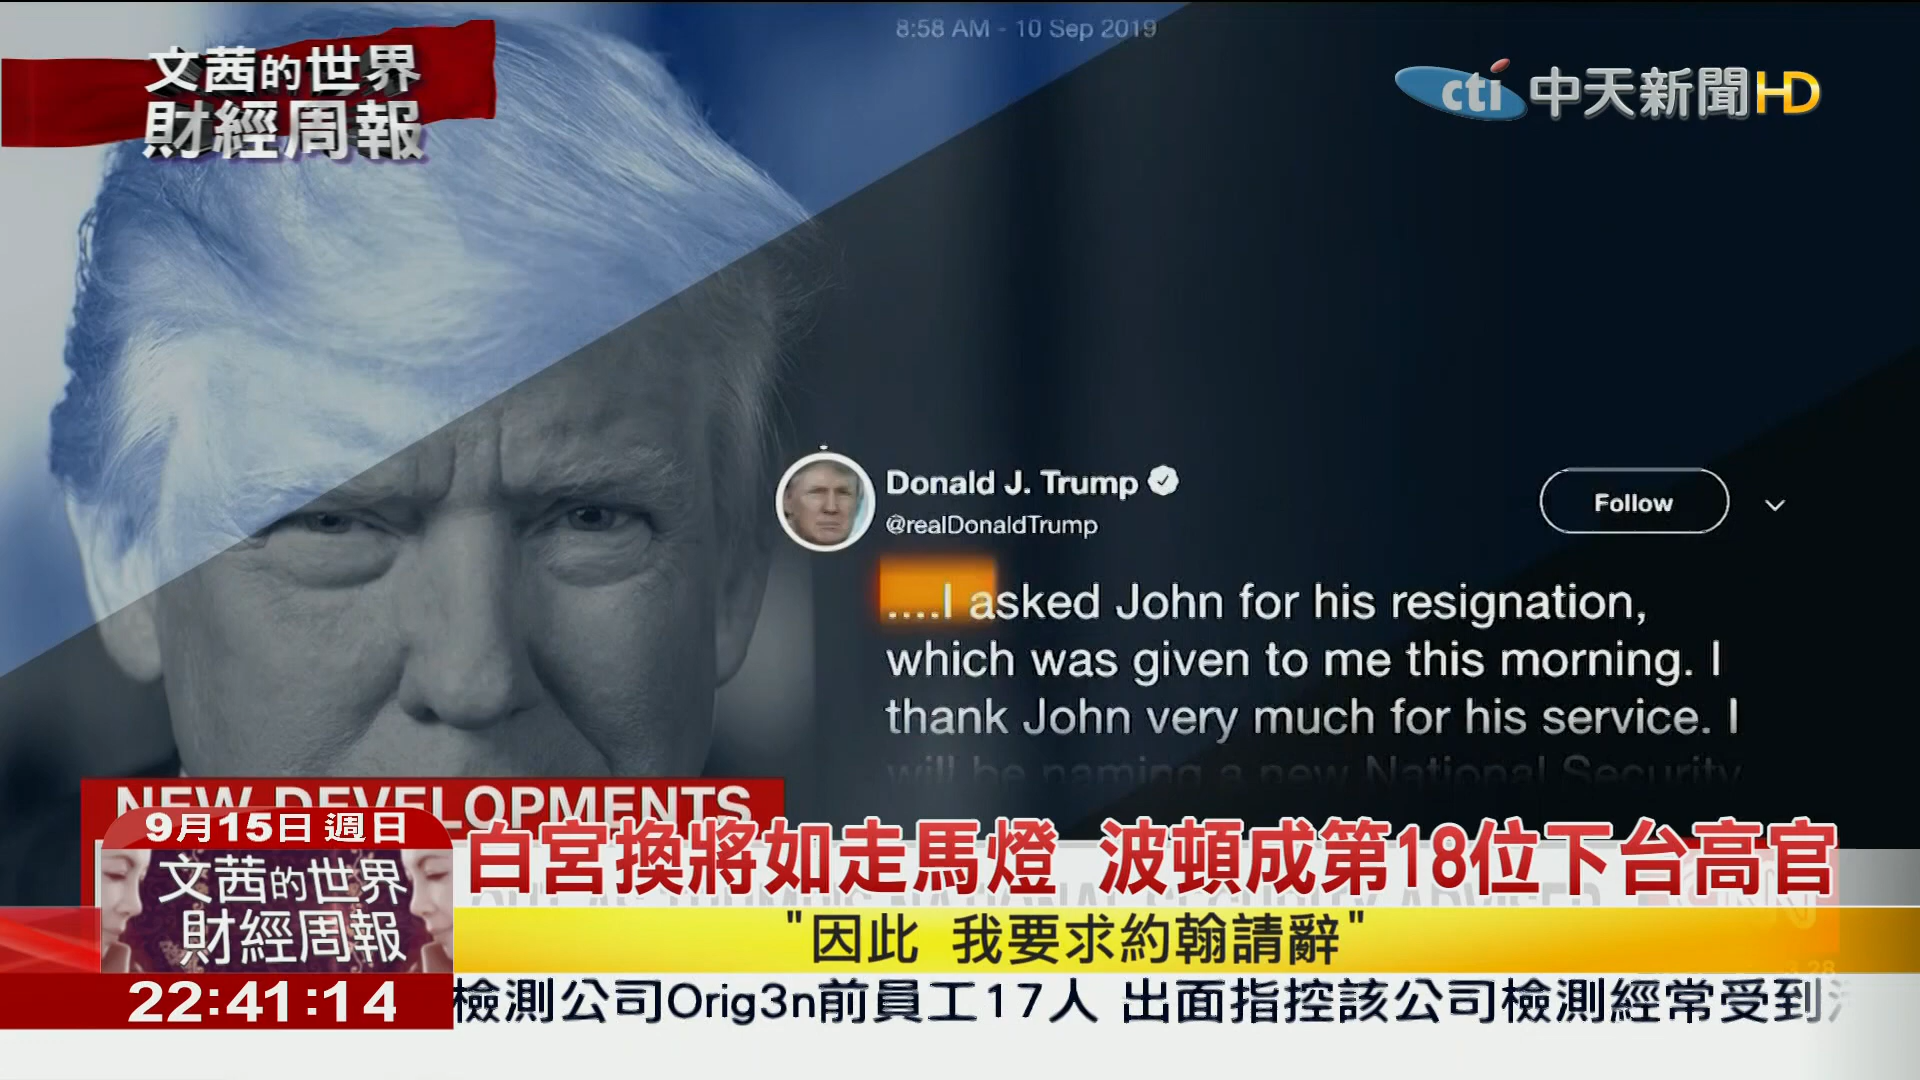 8:58 AM - 10 Sep 2019
文茜的世界
財經周報
cti 中天新聞HD
Donald J. Trump
@realDonaldTrump
Follow
....I asked John for his resignation,
which was given to me this morning. I
thank John very much for his service. I
will be naming a new National Security
NEW DEVELOPMENTS
9月15日 週日
白宮換將如走馬燈 波頓成第18位下台高官
文茜的世界
財經周報
"因此 我要求約翰請辭"
22:41:14
檢測公司Orig3n前員工17人 出面指控該公司檢測經常受到